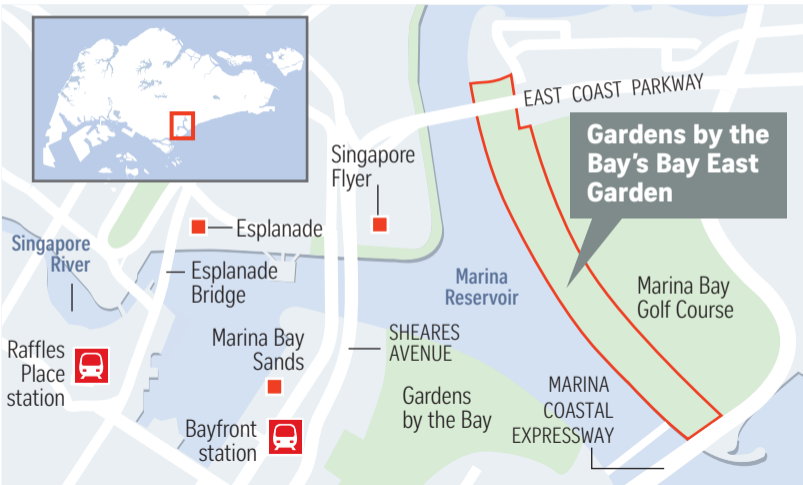 EAST COAST PARKWAY
Gardens by the
Bay's Bay East
Garden
Singapore
Flyer
Esplanade
Singapore
River
Esplanade
Bridge
Marina
Reservoir
Marina Bay
Golf Course
Marina Bay
Sands
SHEARES
AVENUE
Raffles
Place
station
Gardens
by the Bay
MARINA
COASTAL
EXPRESSWAY
Bayfront
station